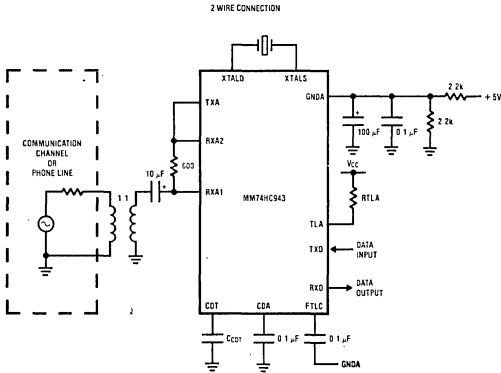 2 WIRE CONNECTION
XTALD
XTALS
TXA
GNDA
2 2k
+ 5V
100 µF
0 1 µF
2 2k
RXA2
COMMUNICATION
CHANNEL
OR
PHONE LINE
600
10 µF
VCC
1 1
RXA1
MM74HC943
RTLA
TLA
TXD
DATA
INPUT
RXD
DATA
OUTPUT
CDT
CDA
FTLC
CCDT
0 1 µF
0 1 µF
GNDA